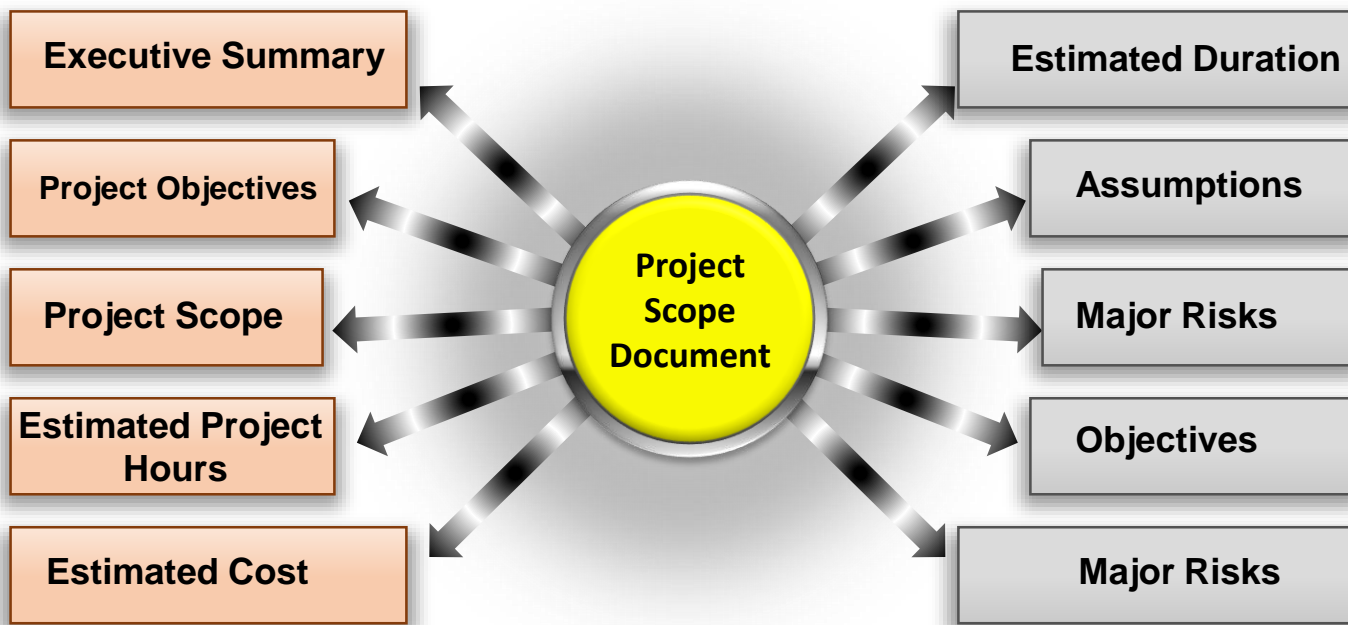 Executive Summary
Project Objectives
Project Scope
Estimated Project
Hours
Estimated Cost
Project
Scope
Document
Estimated Duration
Assumptions
Major Risks
Objectives
Major Risks